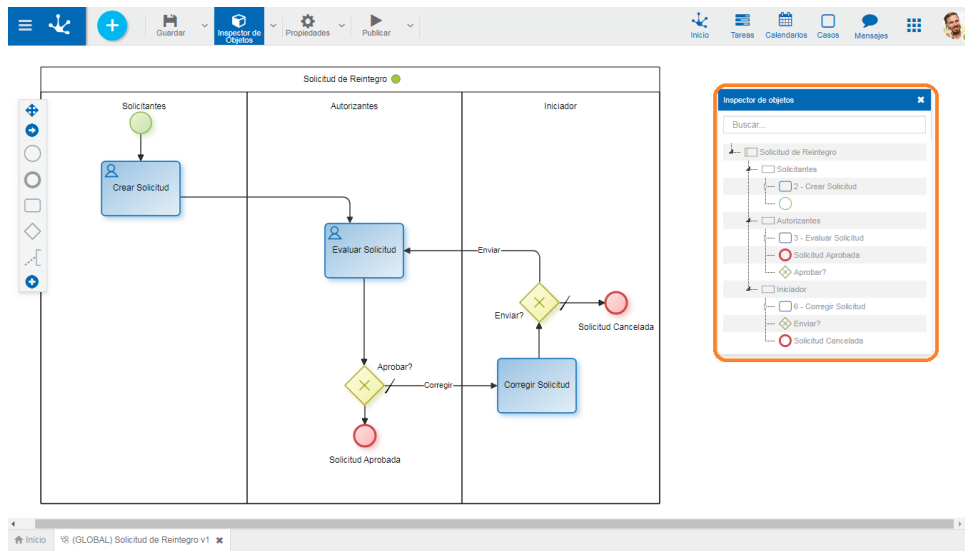 Guardar
Inspector de
Objetos
Propiedades
Publicar
Inicio
Tareas
Calendarios
Casos
Mensajes
Solicitud de Reintegro
Solicitantes
Autorizantes
Iniciador
Crear Solicitud
Evaluar Solicitud
Enviar
Enviar?
Solicitud Cancelada
Aprobar?
Corregir
Corregir Solicitud
Solicitud Aprobada
Inspector de objetos
Buscar...
Solicitud de Reintegro
Solicitantes
2 - Crear Solicitud
Autorizantes
3 - Evaluar Solicitud
Solicitud Aprobada
Aprobar?
Iniciador
6 - Corregir Solicitud
Enviar?
Solicitud Cancelada
Inicio
(GLOBAL) Solicitud de Reintegro v1